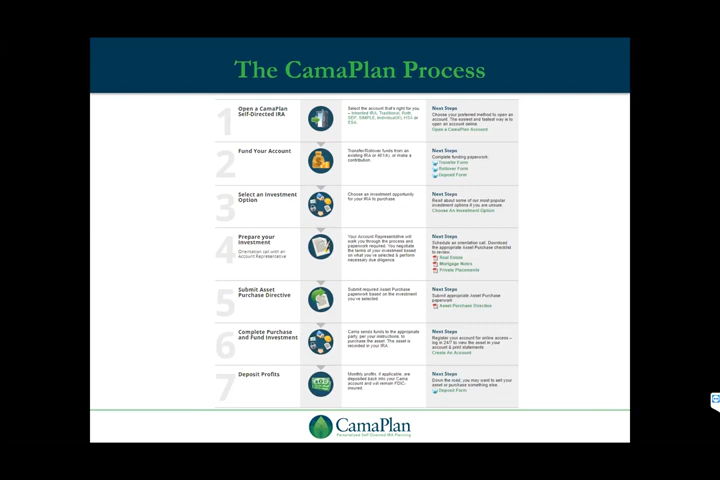 The CamaPlan Process
1
Open a CamaPlan
Self-Directed IRA
Select the account that's right for you
– Inherited IRA, Traditional, Roth,
SEP, SIMPLE, Individual(k), HSA or
ESA.
Next Steps
Choose your preferred method to open an
account. The easiest and fastest way is to
open an account online.
Open a CamaPlan Account
2
Fund Your Account
Transfer/Rollover funds from an
existing IRA or 401(k), or make a
contribution.
Next Steps
Complete funding paperwork:
Transfer Form
Rollover Form
Deposit Form
3
Select an Investment
Option
Choose an investment opportunity
for your IRA to purchase
Next Steps
Read about some of our most popular
investment options if you are unsure.
Choose An Investment Option
4
Prepare your
Investment
Orientation call with an
Account Representative
Your Account Representative will
walk you through the process and
paperwork required. You negotiate
the terms of your investment based
on what you've selected & perform
necessary due diligence.
Next Steps
Schedule an orientation call. Download
the appropriate Asset Purchase checklist
to review.
Real Estate
Mortgage Notes
Private Placements
5
Submit Asset
Purchase Directive
Submit required Asset Purchase
paperwork based on the investment
you've selected
Next Steps
Submit appropriate Asset Purchase
paperwork
Asset Purchase Directive
6
Complete Purchase
and Fund Investment
Cama sends funds to the appropriate
party, per your instructions, to
purchase the asset. The asset is
recorded in your IRA
Next Steps
Register your account for online access –
log in 24/7 to view the asset in your
account & print statements
Create An Account
7
Deposit Profits
Monthly profits, if applicable, are
deposited back into your Cama
account and will remain FDIC-
insured.
Next Steps
Down the road, you may want to sell your
asset or purchase something else.
Deposit Form
CamaPlan
Personalized Self-Directed IRA Planning